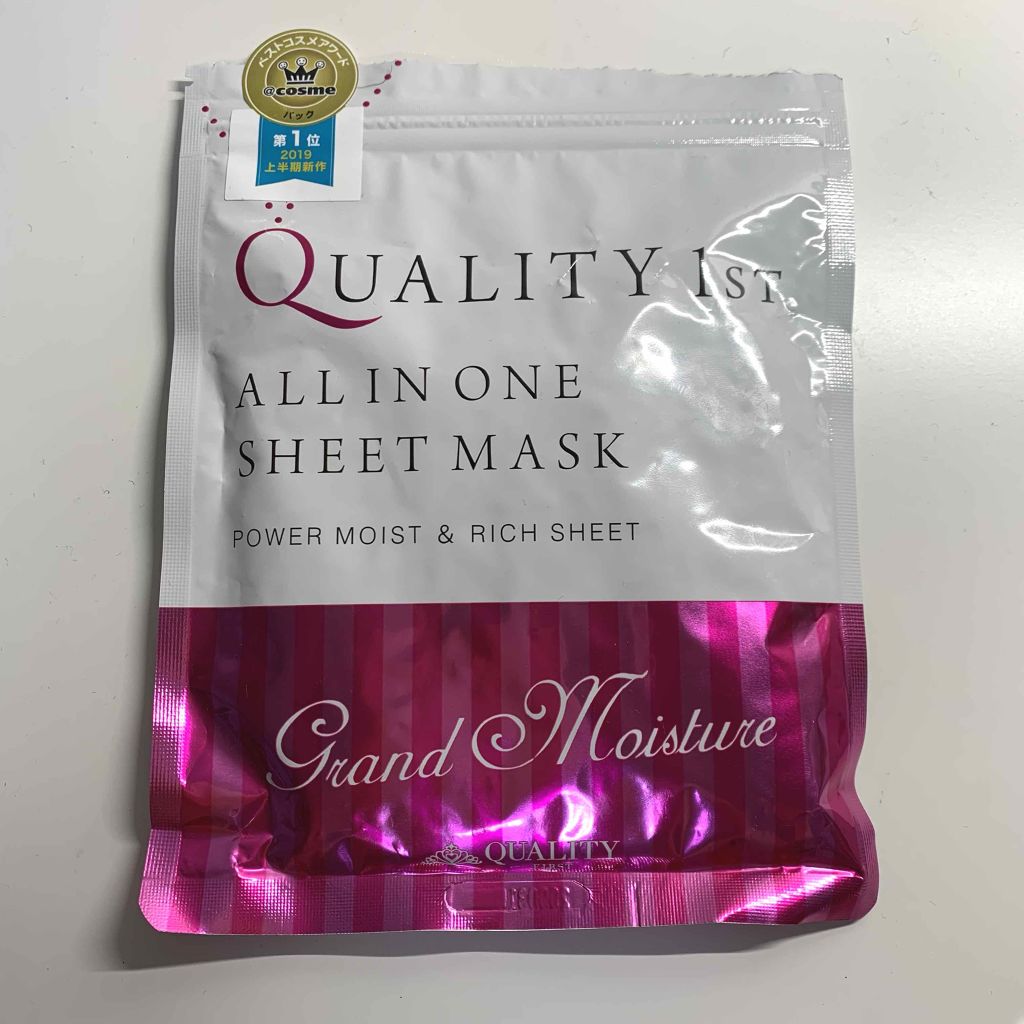 ベストコスメアワード
@cosme
パック
第1位
2019
上半期新作
QUALITY 1ST
ALL IN ONE
SHEET MASK
POWER MOIST & RICH SHEET
Grand Moisture
QUALITY
FIRST